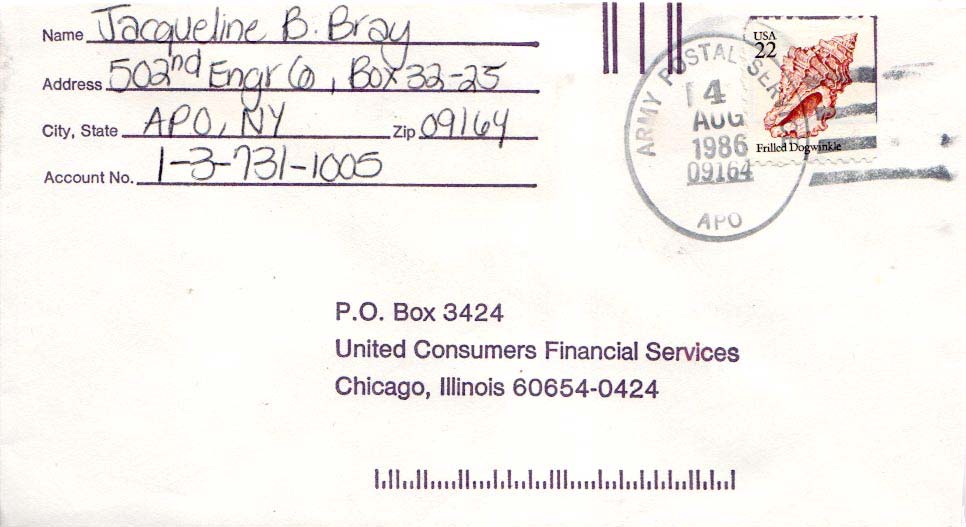 Name Jacqueline B. Bray
Address 502nd Engr Co, Box 32-25
City, State APO, NY Zip 09164
Account No. 1-3-731-1005
USA
22
Frilled Dogwinkle
ARMY POSTAL SERVICE
14
AUG
1986
09164
APO
P.O. Box 3424
United Consumers Financial Services
Chicago, Illinois 60654-0424